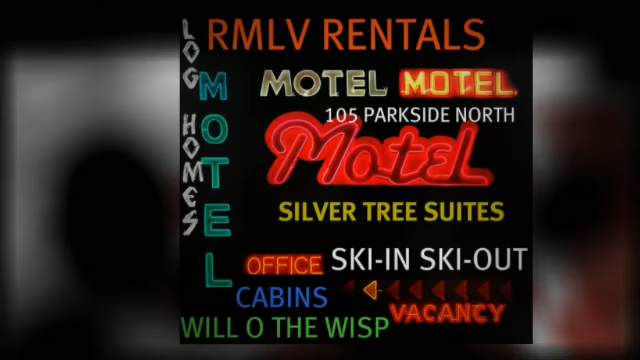 LOG HOMES
RMLV RENTALS
MOTEL
MOTEL MOTEL
105 PARKSIDE NORTH
Motel
SILVER TREE SUITES
OFFICE
SKI-IN SKI-OUT
CABINS
VACANCY
WILL O THE WISP